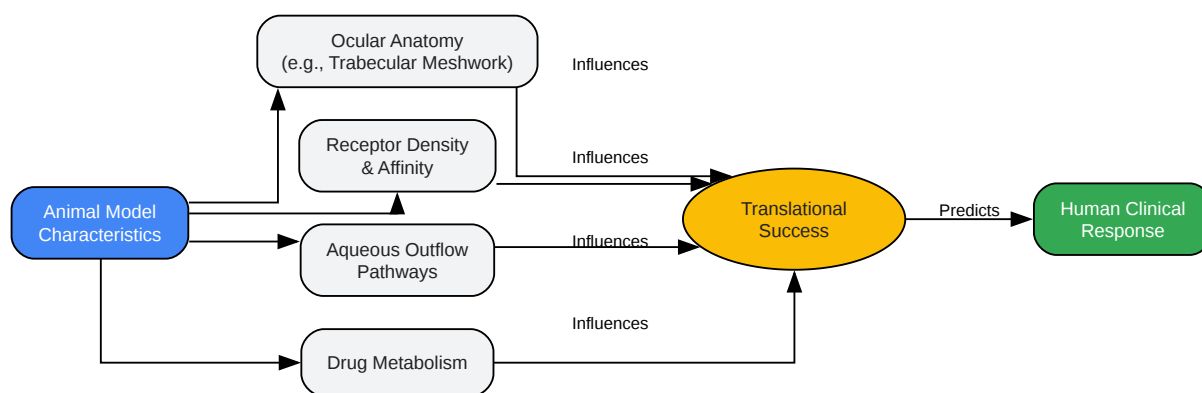 Ocular Anatomy
(e.g., Trabecular Meshwork)
Influences
Receptor Density
& Affinity
Influences
Animal Model
Characteristics
Aqueous Outflow
Pathways
Influences
Translational
Success
Predicts
Human Clinical
Response
Influences
Drug Metabolism